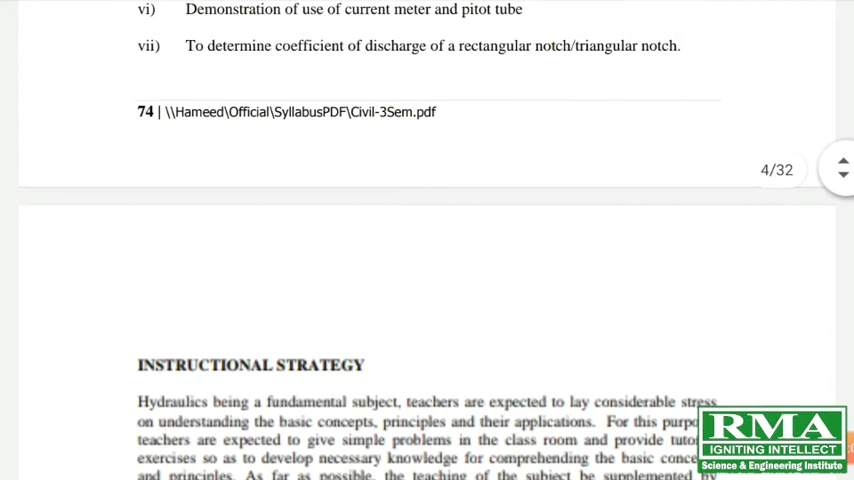 vi) Demonstration of use of current meter and pitot tube
vii) To determine coefficient of discharge of a rectangular notch/triangular notch.
74 | \\Hameed\Official\SyllabusPDF\Civil-3Sem.pdf
4/32
INSTRUCTIONAL STRATEGY
Hydraulics being a fundamental subject, teachers are expected to lay considerable stress
on understanding the basic concepts, principles and their applications. For this
teachers are expected to give simple problems in the class room and provide
exercises so as to develop necessary knowledge for comprehending the basic
and principles. As far as possible, the teaching of the subject be supplemented by
RMA
IGNITING INTELLECT
Science & Engineering Institute